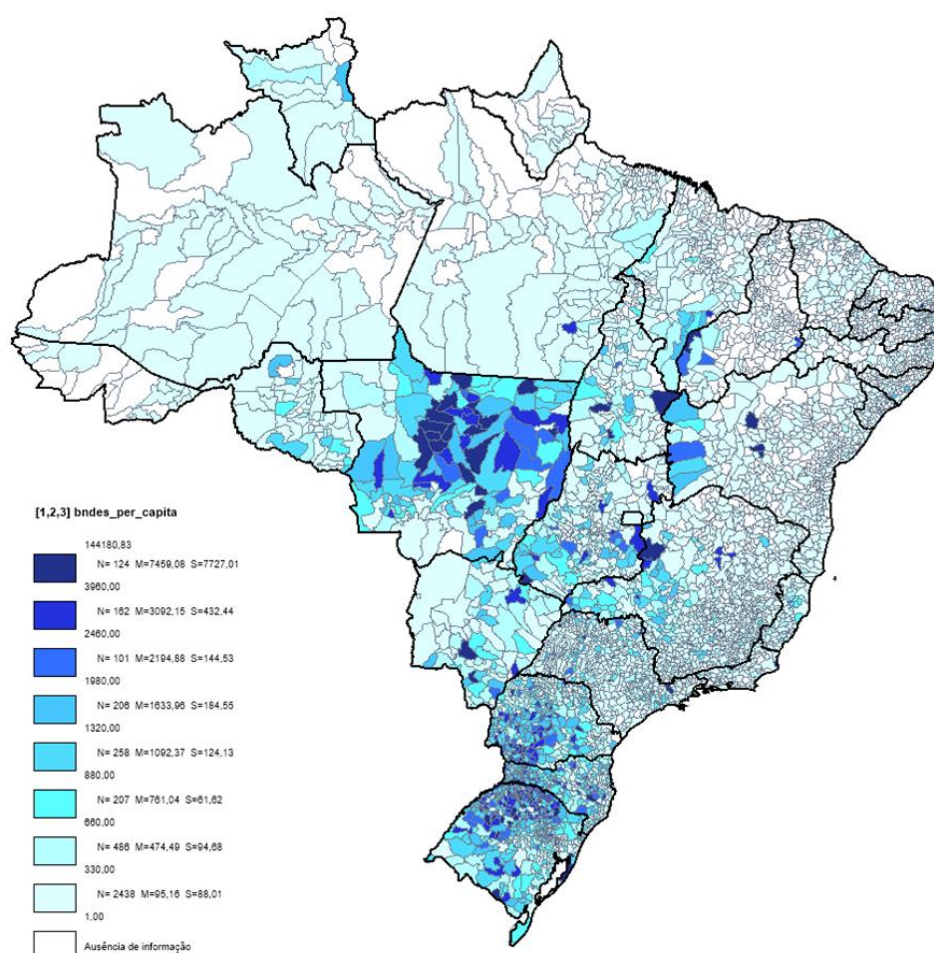 [1,2,3] bndes_per_capita
144180,83
N= 124 M=7459,08 S=7727,01
3960,00
N= 162 M=3092,15 S=432,44
2460,00
N= 101 M=2194,88 S=144,53
1980,00
N= 206 M=1633,96 S=184,55
1320,00
N= 258 M=1092,37 S=124,13
880,00
N= 207 M=761,04 S=61,62
660,00
N= 486 M=474,49 S=94,68
330,00
N= 2438 M=95,16 S=88,01
1,00
Ausência de informação